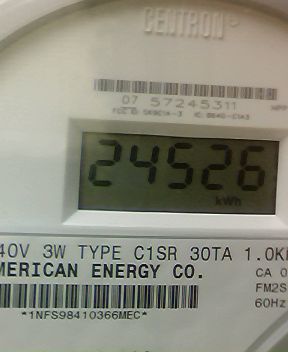 CENTRON
07 57245311
24526
kWh
40V 3W TYPE C1SR 30TA 1.0K
MERICAN ENERGY CO.
CA 0
FM2S
60Hz
*1NFS98410366MEC*